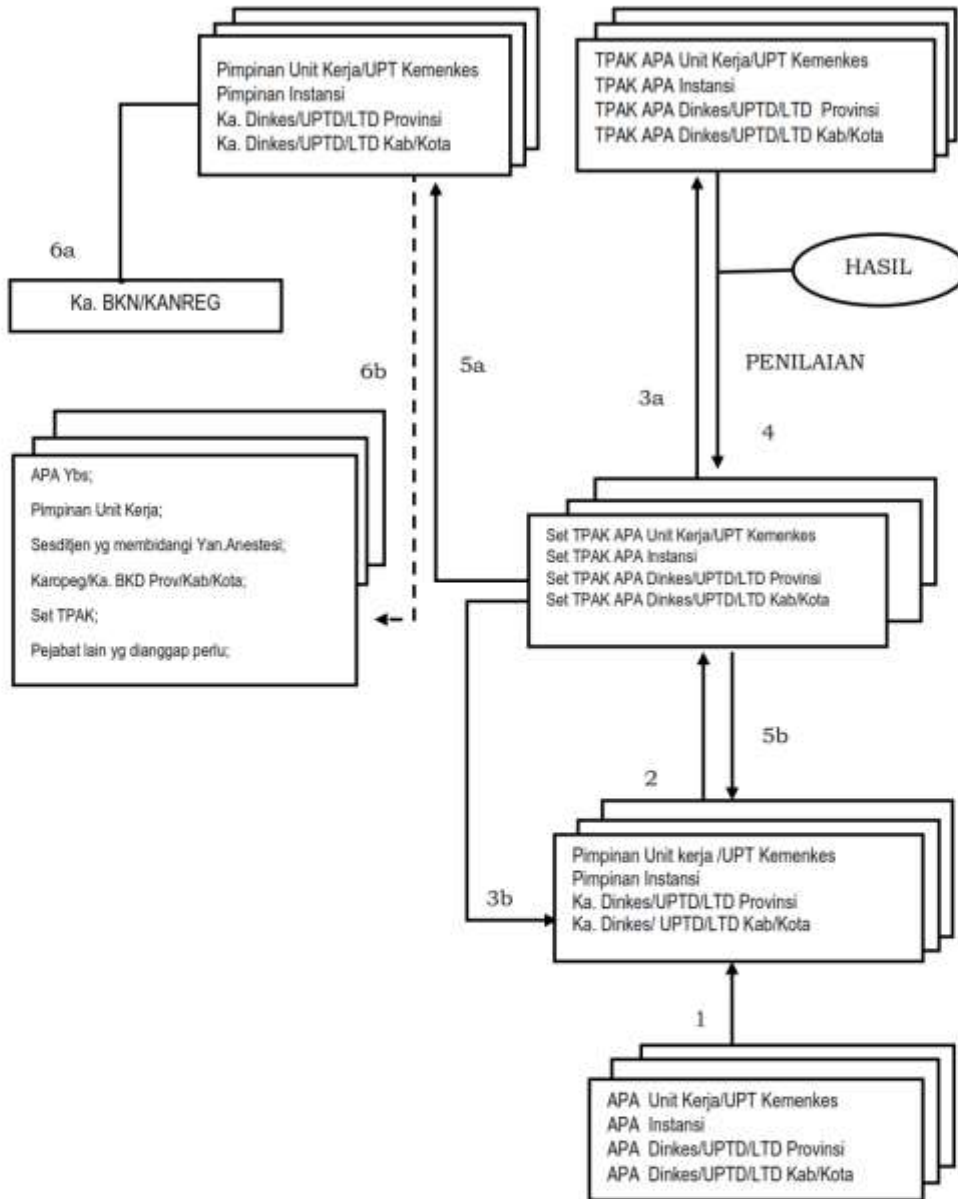 Pimpinan Unit Kerja/UPT Kemenkes
Pimpinan Instansi
Ka. Dinkes/UPTD/LTD Provinsi
Ka. Dinkes/UPTD/LTD Kab/Kota
TPAK APA Unit Kerja/UPT Kemenkes
TPAK APA Instansi
TPAK APA Dinkes/UPTD/LTD Provinsi
TPAK APA Dinkes/UPTD/LTD Kab/Kota
6a
HASIL
Ka. BKN/KANREG
6b
5a
PENILAIAN
3a
4
APA Ybs;
Pimpinan Unit Kerja;
Sesditjen yg membidangi Yan.Anestesi;
Karopeg/Ka. BKD Prov/Kab/Kota;
Set TPAK;
Pejabat lain yg dianggap perlu;
Set TPAK APA Unit Kerja/UPT Kemenkes
Set TPAK APA Instansi
Set TPAK APA Dinkes/UPTD/LTD Provinsi
Set TPAK APA Dinkes/UPTD/LTD Kab/Kota
5b
2
Pimpinan Unit kerja /UPT Kemenkes
Pimpinan Instansi
Ka. Dinkes/UPTD/LTD Provinsi
Ka. Dinkes/ UPTD/LTD Kab/Kota
3b
1
APA Unit Kerja/UPT Kemenkes
APA Instansi
APA Dinkes/UPTD/LTD Provinsi
APA Dinkes/UPTD/LTD Kab/Kota